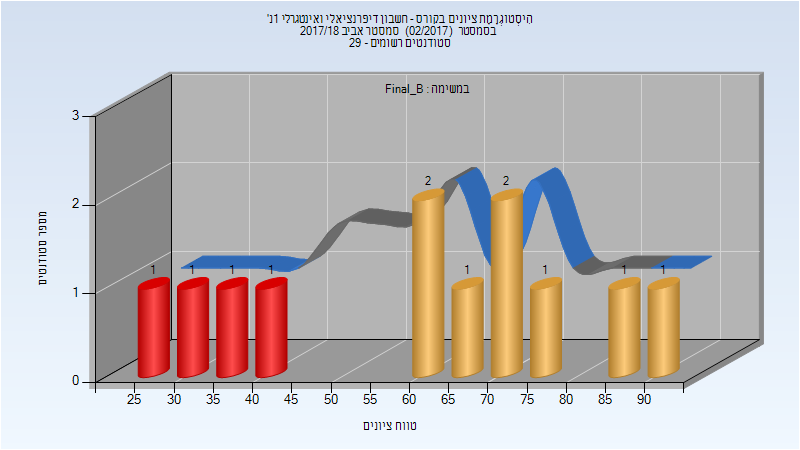 הִיסְטוֹגְרָמַת ציונים בקורס - חשבון דיפרנציאלי ואינטגרלי 1נ'
בסמסטר (02/2017) סמסטר אביב 2017/18
סטודנטים רשומים - 29
במשימה: Final_B
מספר סטודנטים
3
2
1
0
1 1 1 1 2 1 2 1 1 1
25 30 35 40 45 50 55 60 65 70 75 80 85 90
טווח ציונים